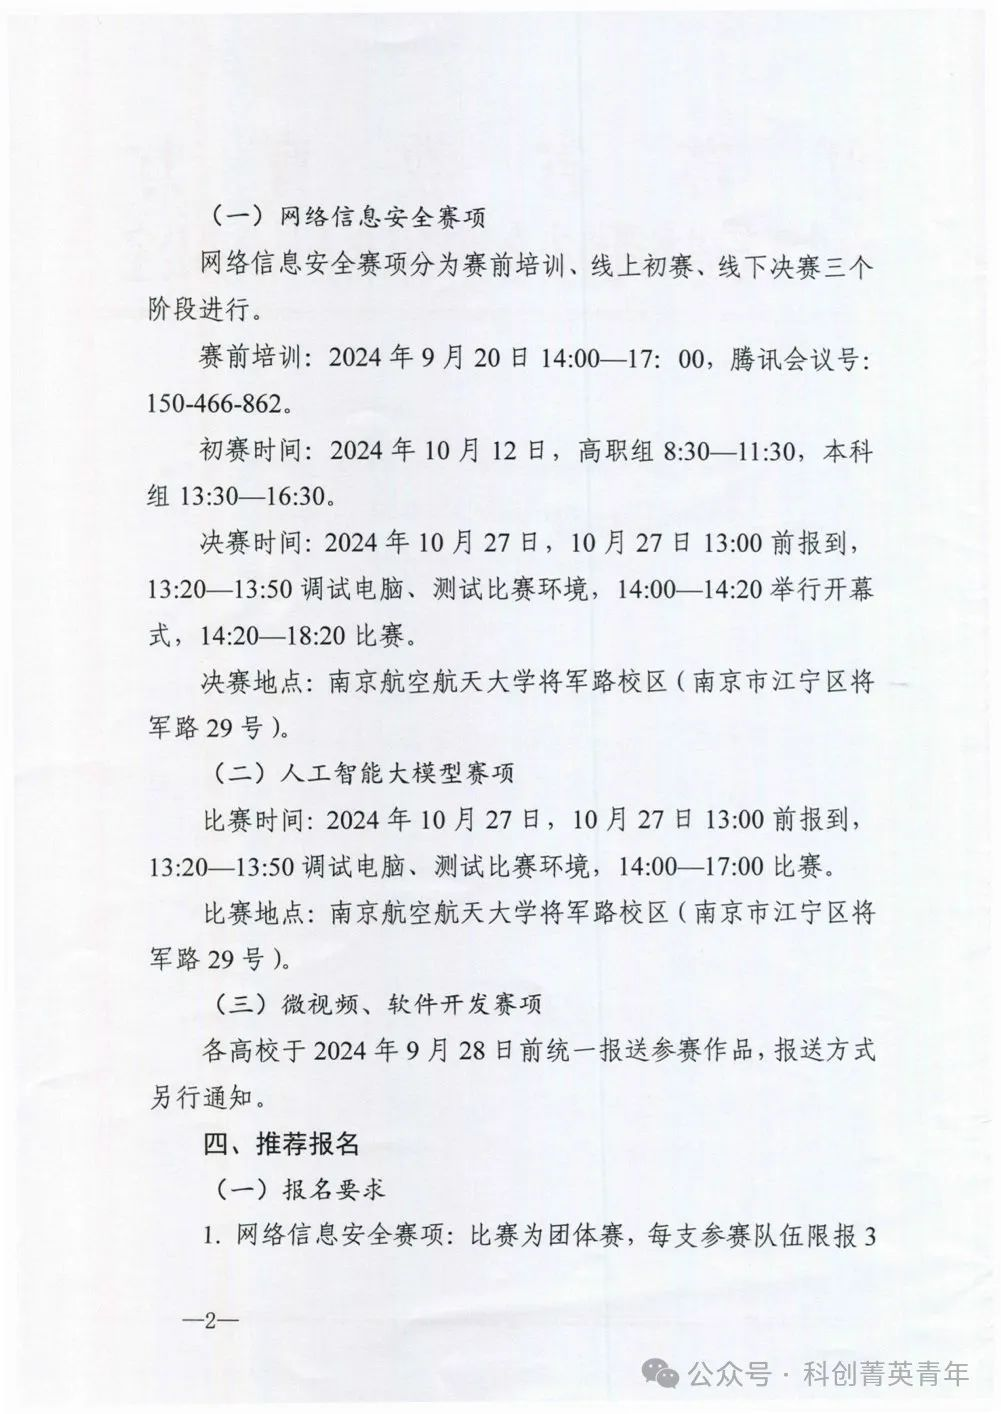 （一）网络信息安全赛项
网络信息安全赛项分为赛前培训、线上初赛、线下决赛三个
阶段进行。
赛前培训：2024 年 9 月 20 日 14:00—17：00，腾讯会议号：
150-466-862。
初赛时间：2024 年 10 月 12 日，高职组 8:30—11:30，本科
组 13:30—16:30。
决赛时间：2024 年 10 月 27 日，10 月 27 日 13:00 前报到，
13:20—13:50 调试电脑、测试比赛环境，14:00—14:20 举行开幕
式，14:20—18:20 比赛。
决赛地点：南京航空航天大学将军路校区（南京市江宁区将
军路 29 号）。
（二）人工智能大模型赛项
比赛时间：2024 年 10 月 27 日，10 月 27 日 13:00 前报到，
13:20—13:50 调试电脑、测试比赛环境，14:00—17:00 比赛。
比赛地点：南京航空航天大学将军路校区（南京市江宁区将
军路 29 号）。
（三）微视频、软件开发赛项
各高校于 2024 年 9 月 28 日前统一报送参赛作品，报送方式
另行通知。
四、推荐报名
（一）报名要求
1. 网络信息安全赛项：比赛为团体赛，每支参赛队伍限报 3
—2—
公众号·科创菁英青年